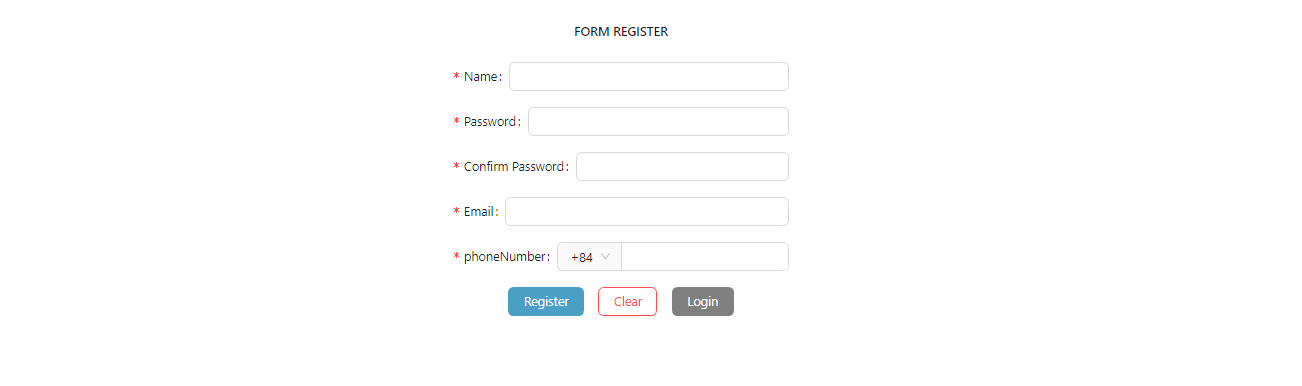 FORM REGISTER
* Name:
* Password:
* Confirm Password:
* Email:
* phoneNumber: +84
Register Clear Login